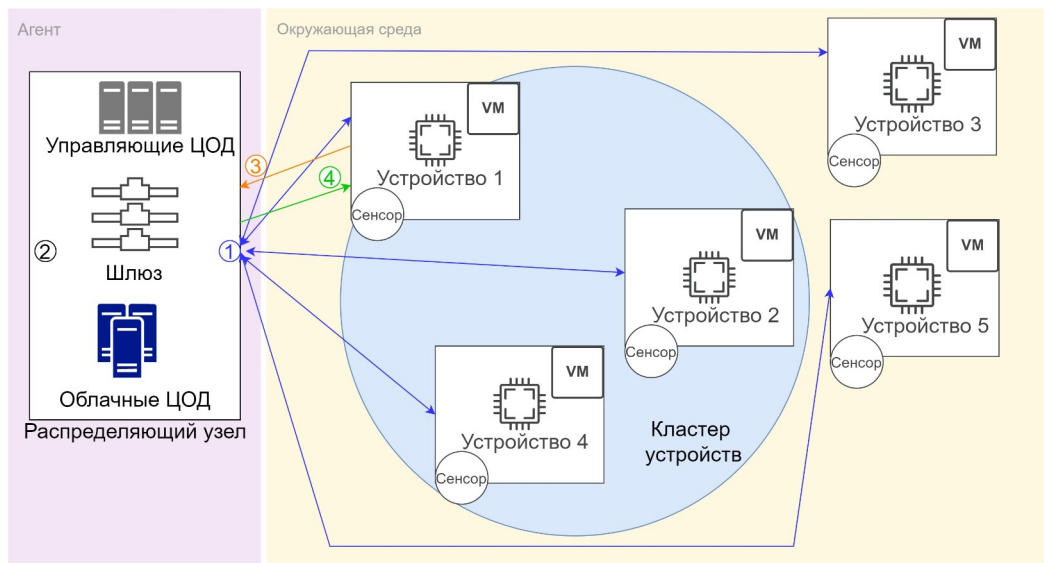 Агент
Окружающая среда
Управляющие ЦОД
Шлюз
Облачные ЦОД
Распределяющий узел
1
2
3
4
VM
Устройство 1
Сенсор
VM
Устройство 2
Сенсор
VM
Устройство 3
Сенсор
VM
Устройство 4
Сенсор
VM
Устройство 5
Сенсор
Кластер
устройств